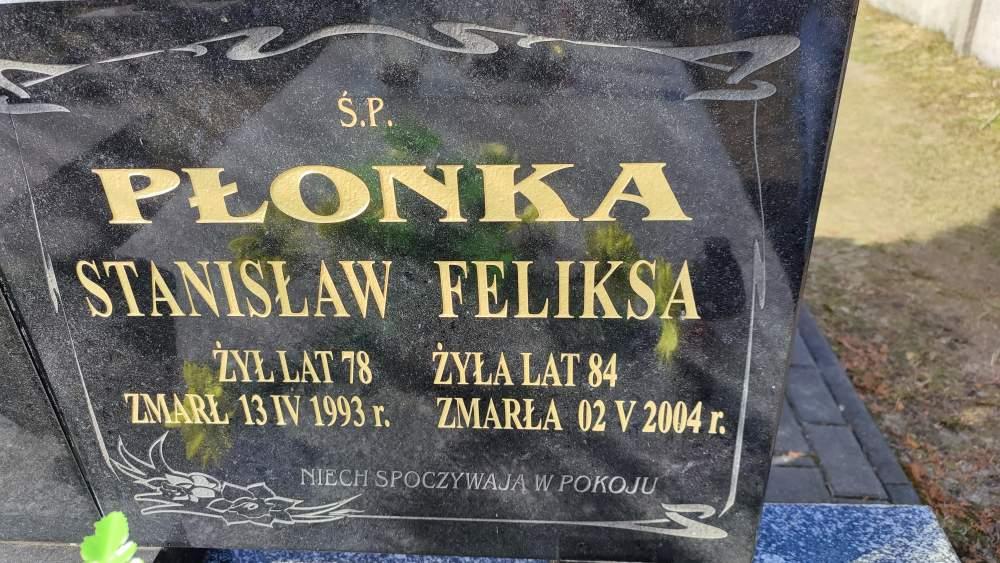 Ś.P.
PŁONKA
STANISŁAW FELIKSA
ŻYŁ LAT 78 ŻYŁA LAT 84
ZMARŁ 13 IV 1993 r. ZMARŁA 02 V 2004 r.
NIECH SPOCZYWAJĄ W POKOJU